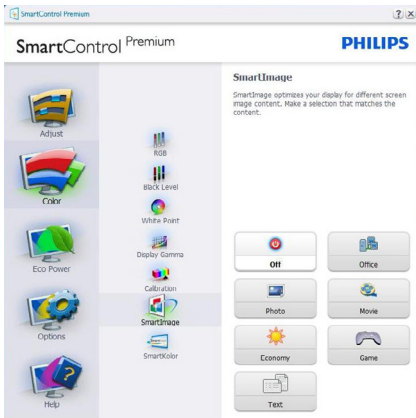 SmartControl Premium
SmartControl Premium
PHILIPS
Adjust
Color
Eco Power
Options
Help
RGB
Black Level
White Point
Display Gamma
Calibration
SmartImage
SmartKolor
SmartImage
SmartImage optimizes your display for different screen
image content. Make a selection that matches the
content.
Off
Office
Photo
Movie
Economy
Game
Text